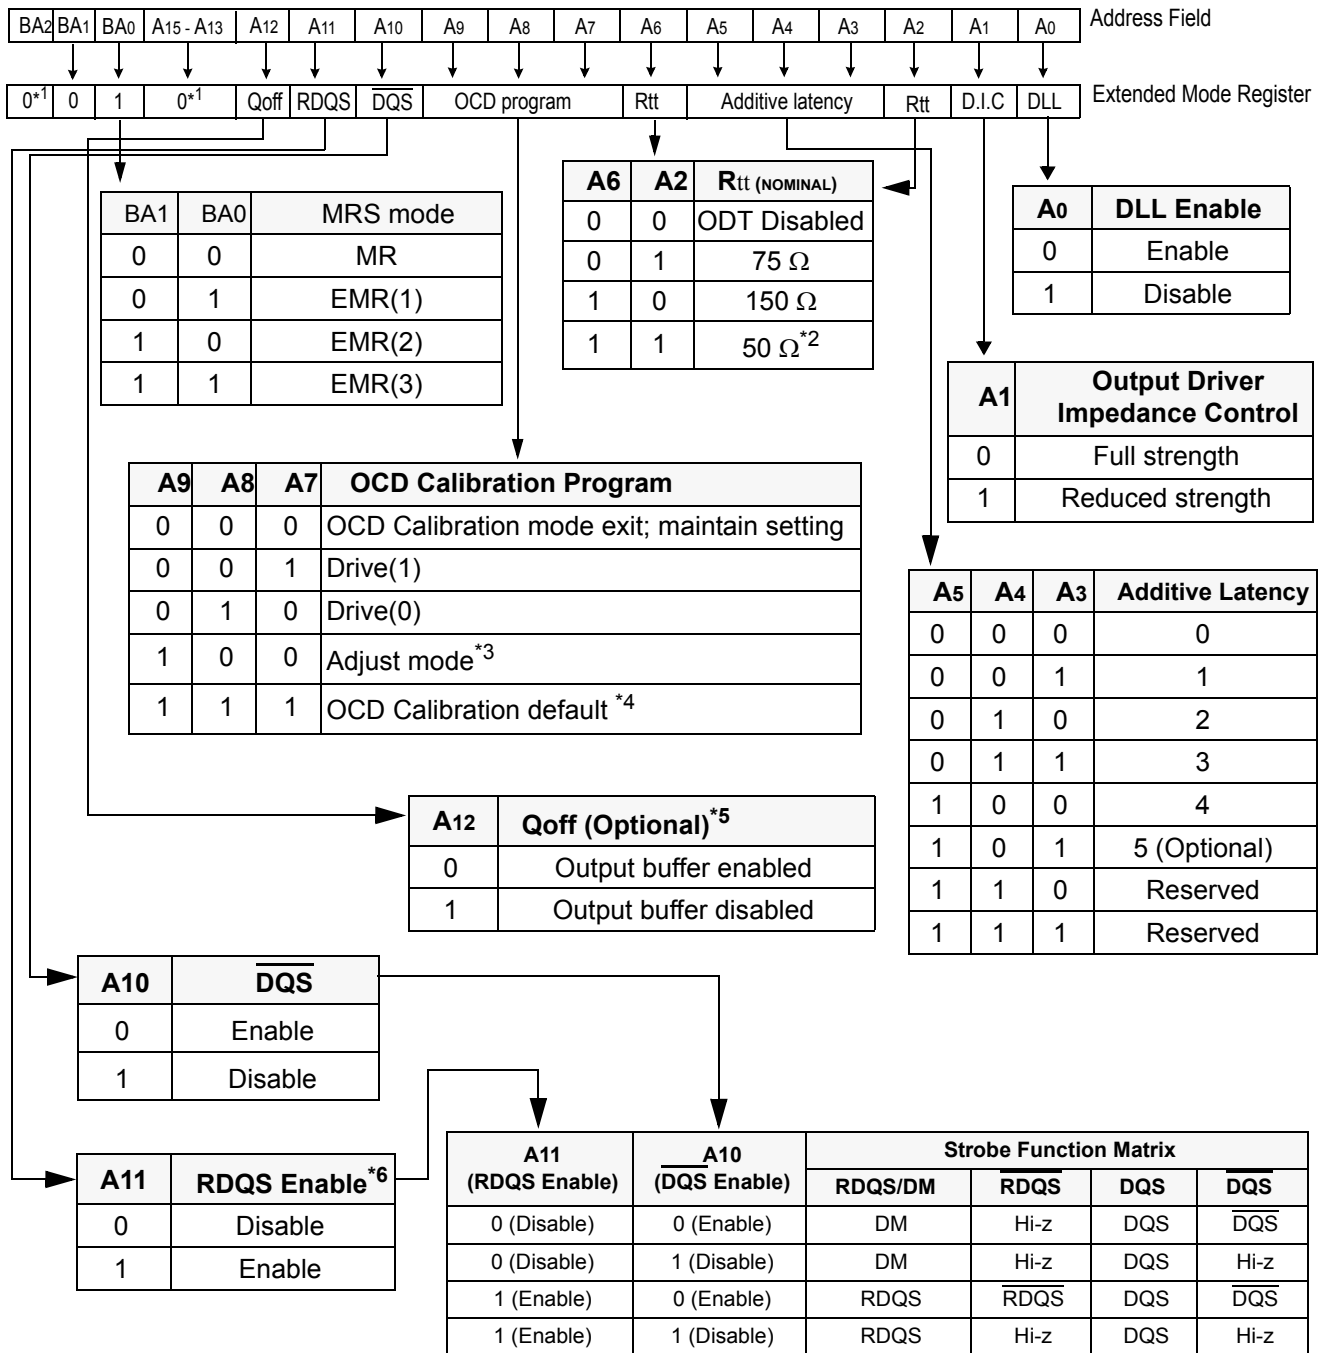 BA2 BA1 BA0 A15 - A13 A12 A11 A10 A9 A8 A7 A6 A5 A4 A3 A2 A1 A0 Address Field
0*1 0 1 0*1 Qoff RDQS D̅Q̅S̅ OCD program Rtt Additive latency Rtt D.I.C DLL Extended Mode Register
BA1 BA0 MRS mode
0 0 MR
0 1 EMR(1)
1 0 EMR(2)
1 1 EMR(3)
A6 A2 Rtt (NOMINAL)
0 0 ODT Disabled
0 1 75 Ω
1 0 150 Ω
1 1 50 Ω*2
A0 DLL Enable
0 Enable
1 Disable
A1 Output Driver
Impedance Control
0 Full strength
1 Reduced strength
A9 A8 A7 OCD Calibration Program
0 0 0 OCD Calibration mode exit; maintain setting
0 0 1 Drive(1)
0 1 0 Drive(0)
1 0 0 Adjust mode*3
1 1 1 OCD Calibration default *4
A5 A4 A3 Additive Latency
0 0 0 0
0 0 1 1
0 1 0 2
0 1 1 3
1 0 0 4
1 0 1 5 (Optional)
1 1 0 Reserved
1 1 1 Reserved
A12 Qoff (Optional)*5
0 Output buffer enabled
1 Output buffer disabled
A10 D̅Q̅S̅
0 Enable
1 Disable
A11 RDQS Enable*6
0 Disable
1 Enable
A11 A10 Strobe Function Matrix
(RDQS Enable) (D̅Q̅S̅ Enable) RDQS/DM R̅D̅Q̅S̅ DQS D̅Q̅S̅
0 (Disable) 0 (Enable) DM Hi-z DQS D̅Q̅S̅
0 (Disable) 1 (Disable) DM Hi-z DQS Hi-z
1 (Enable) 0 (Enable) RDQS R̅D̅Q̅S̅ DQS D̅Q̅S̅
1 (Enable) 1 (Disable) RDQS Hi-z DQS Hi-z